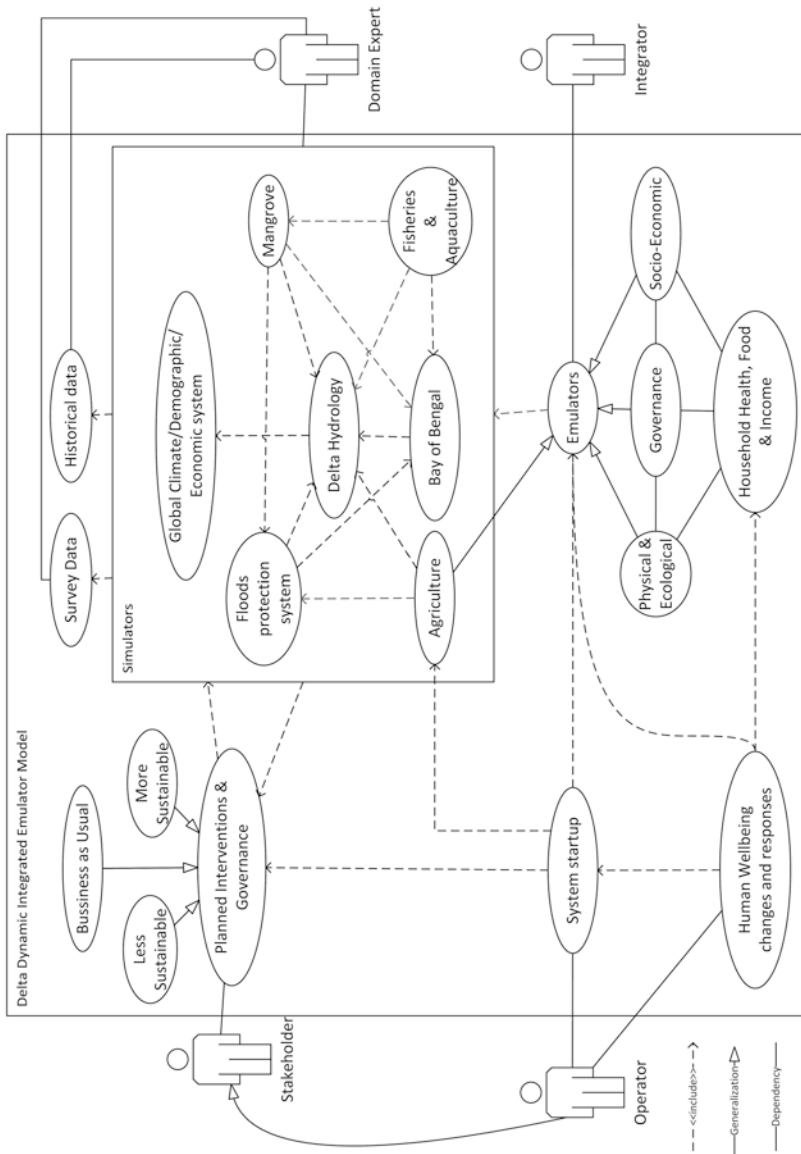 Delta Dynamic Integrated Emulator Model
Bussiness as Usual
Less
Sustainable
More
Sustainable
Planned Interventions &
Governance
Survey Data
Historical data
Simulators
Global Climate/Demographic/
Economic system
Floods
protection
system
Mangrove
Delta Hydrology
Agriculture
Bay of Bengal
Fisheries
&
Aquaculture
Stakeholder
Domain Expert
System startup
Emulators
Integrator
Physical &
Ecological
Governance
Socio-Economic
Human Wellbeing
changes and responses
Household Health, Food
& Income
Operator
<<include>>
Generalization
Dependency